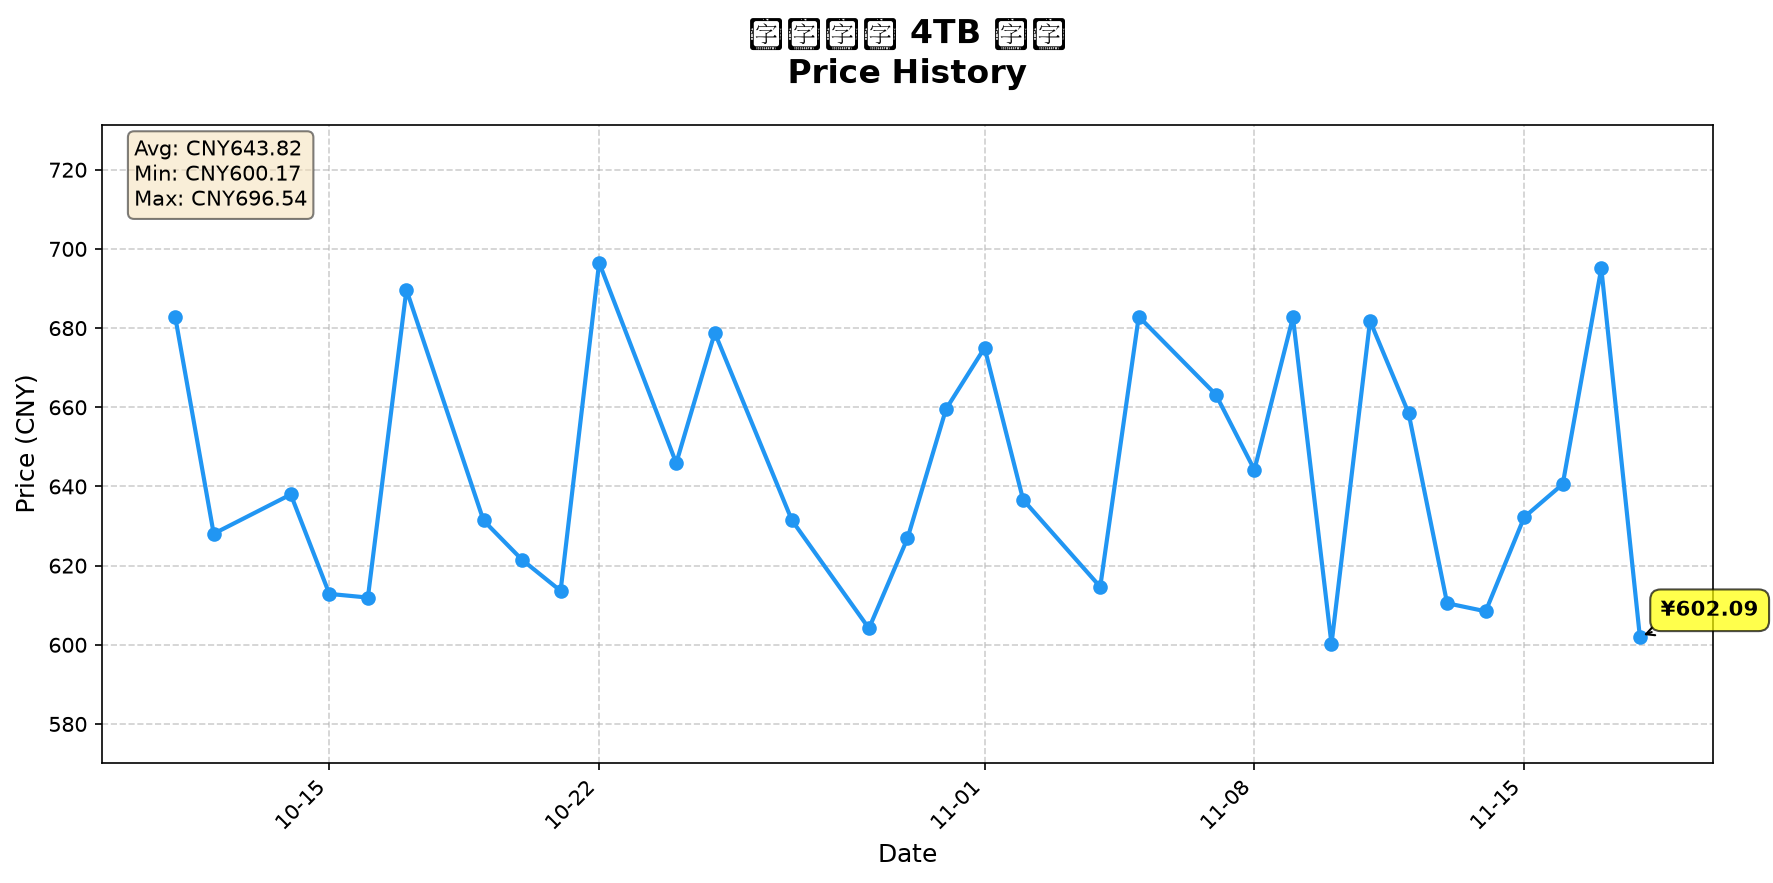 4TB
Price History
Avg: CNY643.82
Min: CNY600.17
Max: CNY696.54
720
700
680
660
640
620
600
580
Price (CNY)
¥602.09
10-15
10-22
11-01
11-08
11-15
Date